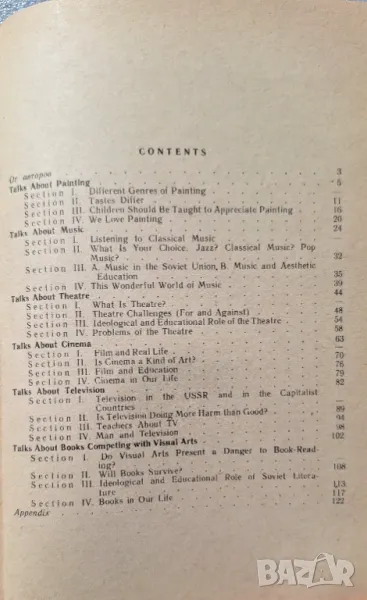 CONTENTS
От авторов . . . 3
Talks About Painting . . . 5
Section I. Different Genres of Painting . . . —
Section II. Tastes Differ . . . 11
Section III. Children Should Be Taught to Appreciate Painting . . . 16
Section IV. We Love Painting . . . 20
Talks About Music . . . 24
Section I. Listening to Classical Music . . . —
Section II. What Is Your Choice. Jazz? Classical Music? Pop
Music? . . . 32
Section III. A. Music in the Soviet Union, B. Music and Aesthetic
Education . . . 35
Section IV. This Wonderful World of Music . . . 39
Talks About Theatre . . . 44
Section I. What Is Theatre? . . . —
Section II. Theatre Challenges (For and Against) . . . 48
Section III. Ideological and Educational Role of the Theatre . . . 54
Section IV. Problems of the Theatre . . . 58
Talks About Cinema . . . 63
Section I. Film and Real Life . . . —
Section II. Is Cinema a Kind of Art? . . . 70
Section III. Film and Education . . . 76
Section IV. Cinema in Our Life . . . 79
Talks About Television . . . 82
Section I. Television in the USSR and in the Capitalist
Countries . . . —
Section II. Is Television Doing More Harm than Good? . . . 89
Section III. Teachers About TV . . . 94
Section IV. Man and Television . . . 98
Talks About Books Competing with Visual Arts . . . 102
Section I. Do Visual Arts Present a Danger to Book-Read-
ing? . . . —
Section II. Will Books Survive? . . . 108
Section III. Ideological and Educational Role of Soviet Litera-
ture . . . 113
Section IV. Books in Our Life . . . 117
Appendix . . . 122
BAZAR.bg